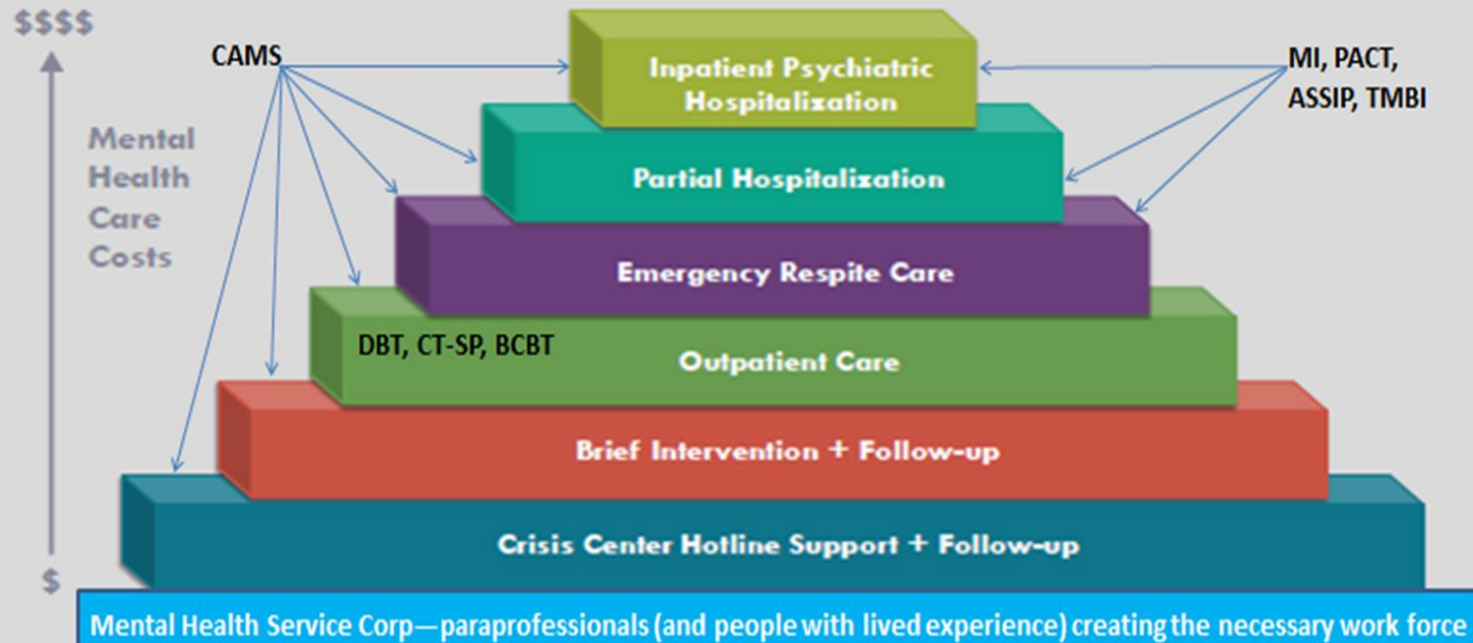 $$$$
CAMS
MI, PACT,
ASSIP, TMBI
Mental
Health
Care
Costs
Inpatient Psychiatric
Hospitalization
Partial Hospitalization
Emergency Respite Care
DBT, CT-SP, BCBT
Outpatient Care
Brief Intervention + Follow-up
Crisis Center Hotline Support + Follow-up
$
Mental Health Service Corp—paraprofessionals (and people with lived experience) creating the necessary work force